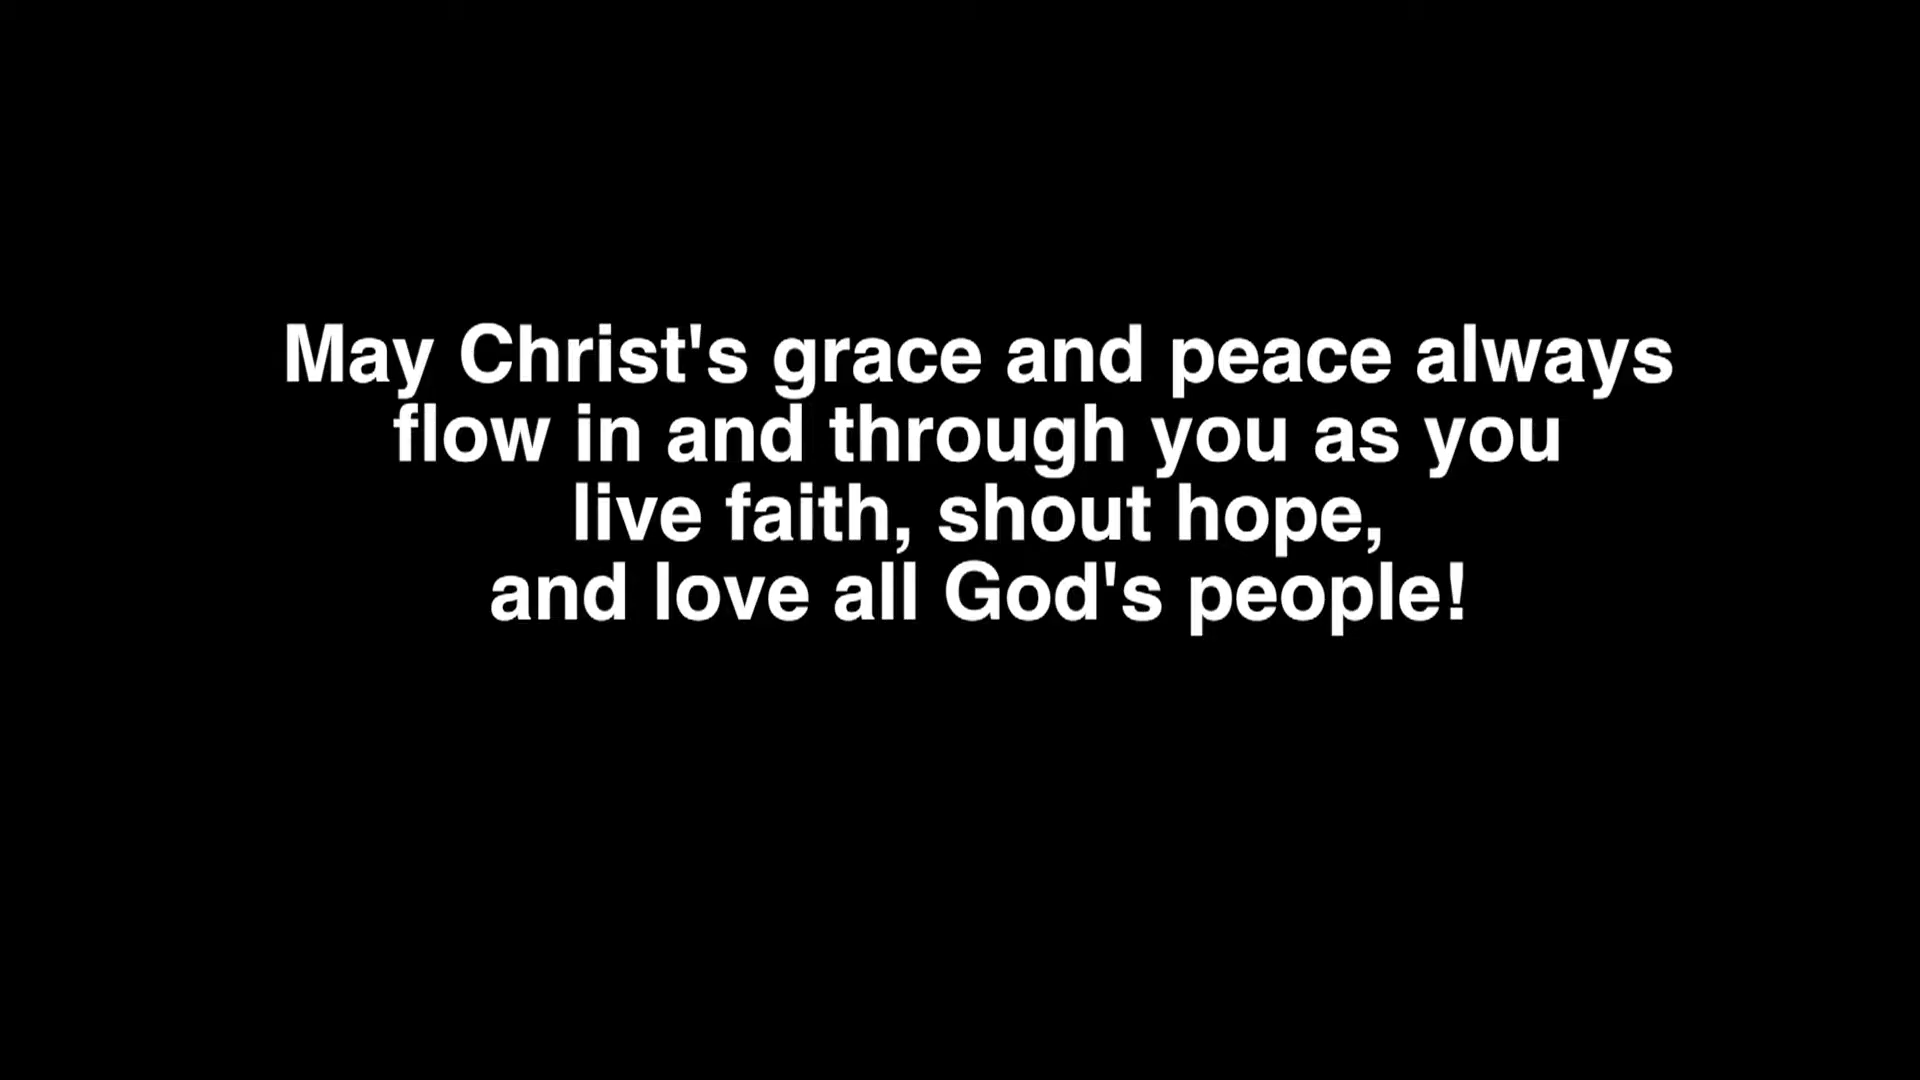 May Christ's grace and peace always
flow in and through you as you
live faith, shout hope,
and love all God's people!